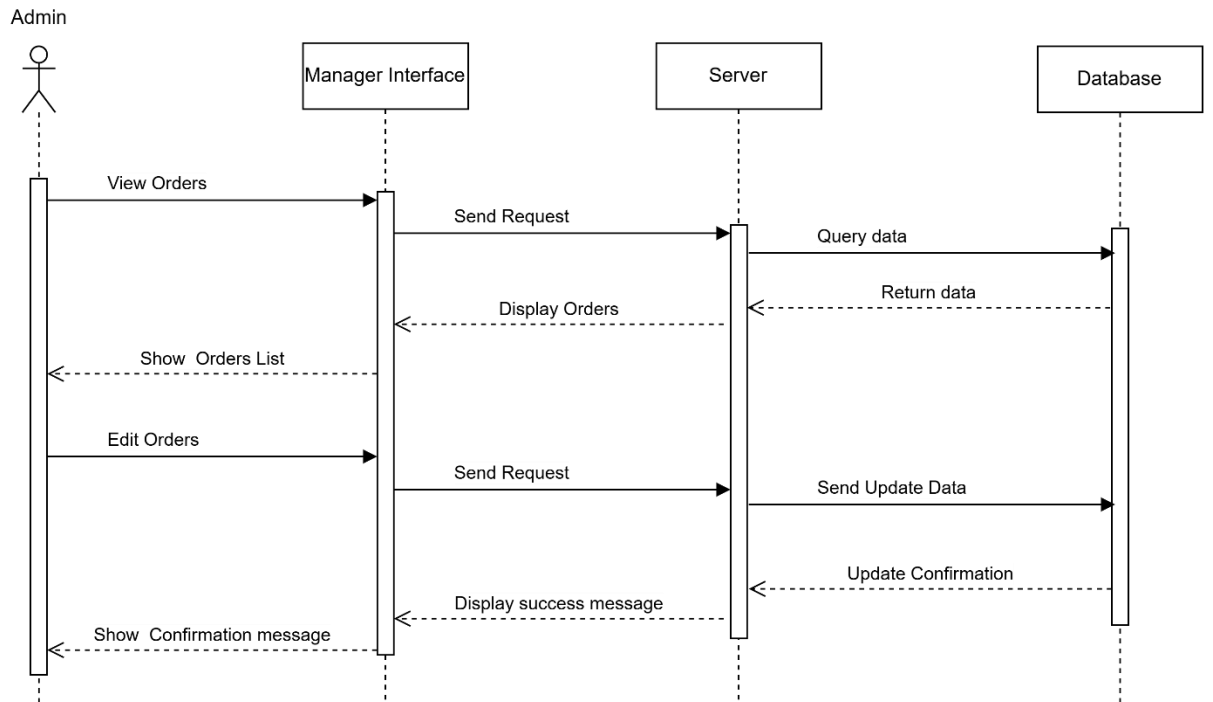 Admin
Manager Interface
Server
Database
View Orders
Send Request
Query data
Return data
Display Orders
Show  Orders List
Edit Orders
Send Request
Send Update Data
Update Confirmation
Display success message
Show  Confirmation message